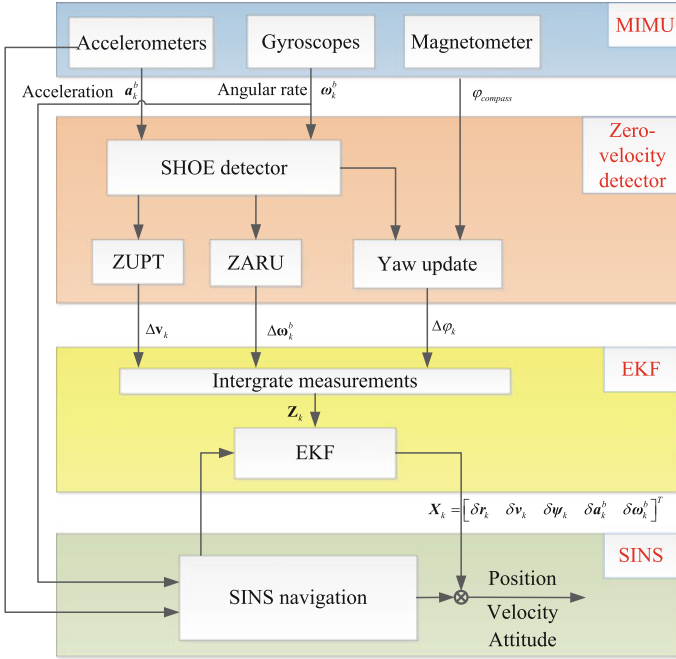 Accelerometers
Gyroscopes
Magnetometer
MIMU
Acceleration a_k^b
Angular rate ω_k^b
φ_compass
Zero-
velocity
detector
SHOE detector
ZUPT
ZARU
Yaw update
Δv_k
Δω_k^b
Δφ_k
EKF
Intergrate measurements
Z_k
EKF
X_k = [δr_k δv_k δψ_k δa_k^b δω_k^b]^T
SINS
SINS navigation
Position
Velocity
Attitude